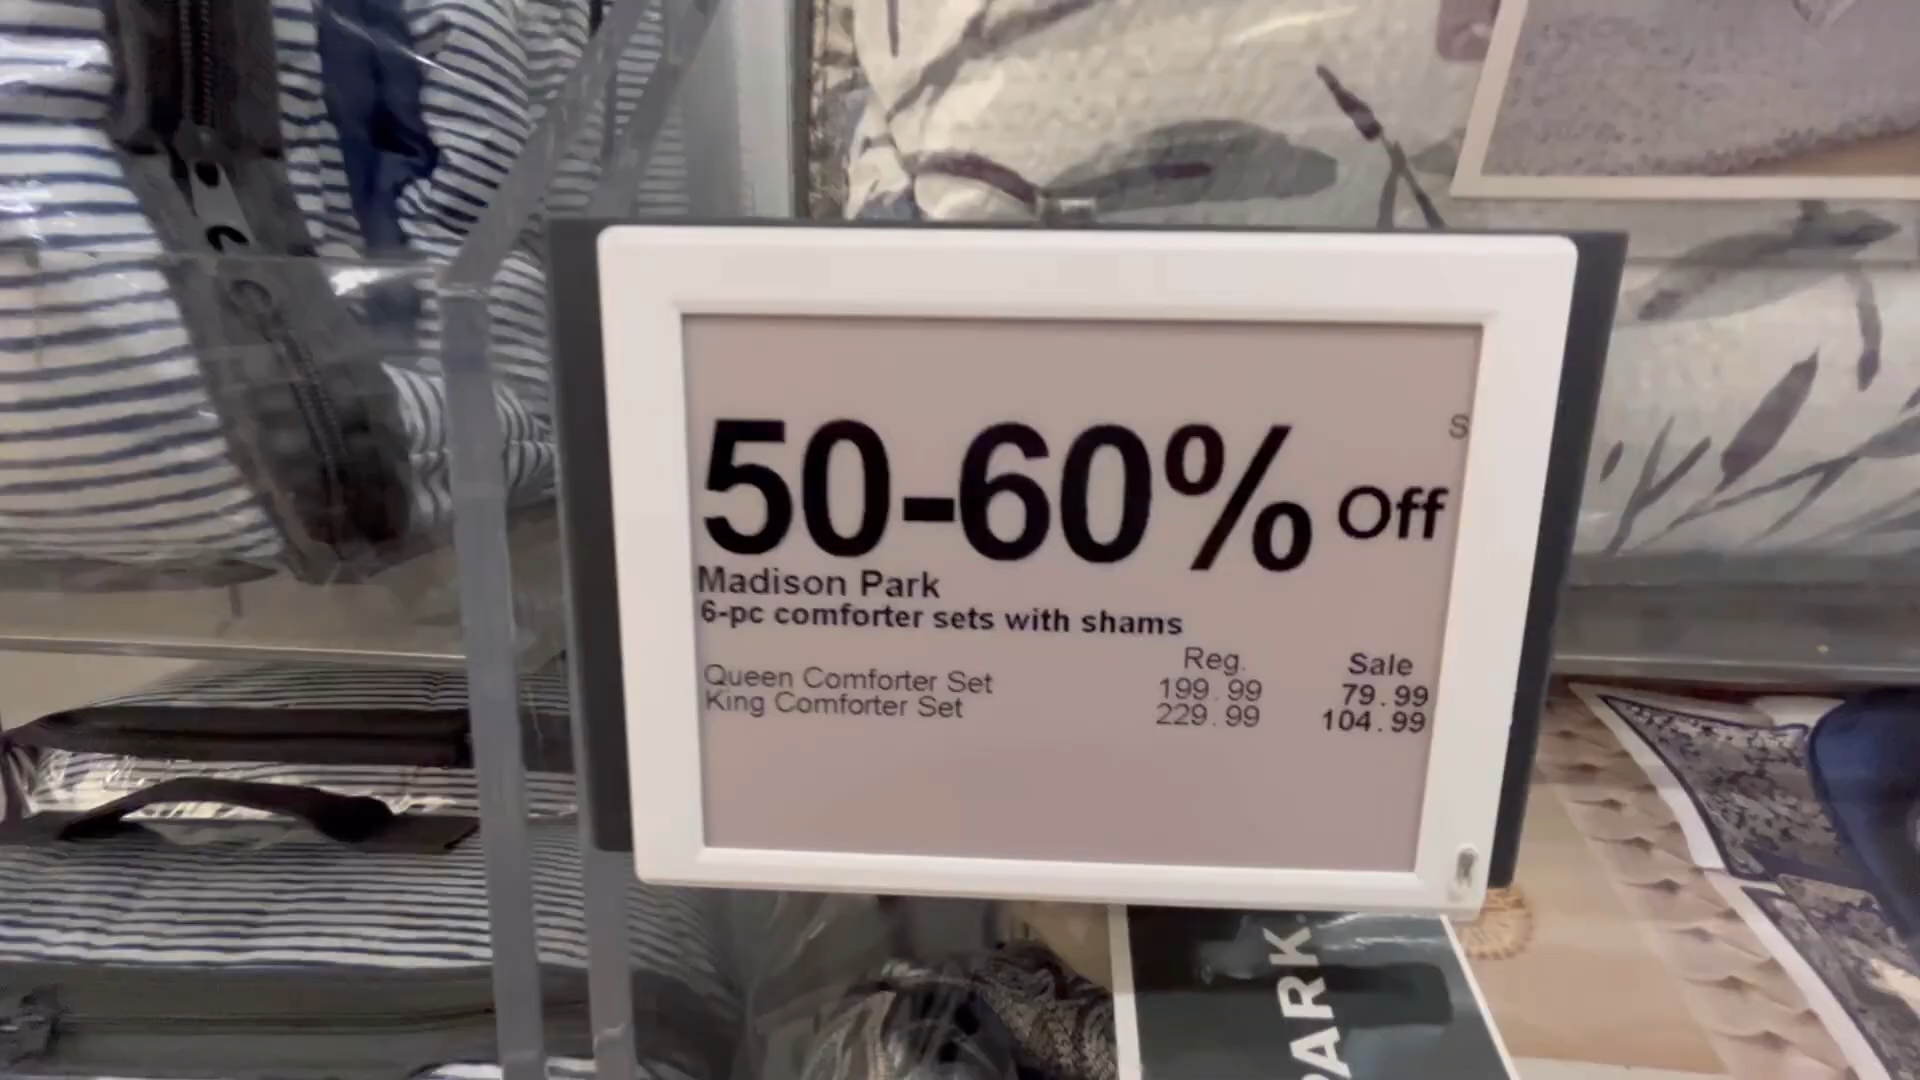 S
50-60% Off
Madison Park
6-pc comforter sets with shams
Reg. Sale
Queen Comforter Set 199.99 79.99
King Comforter Set 229.99 104.99
PARK.